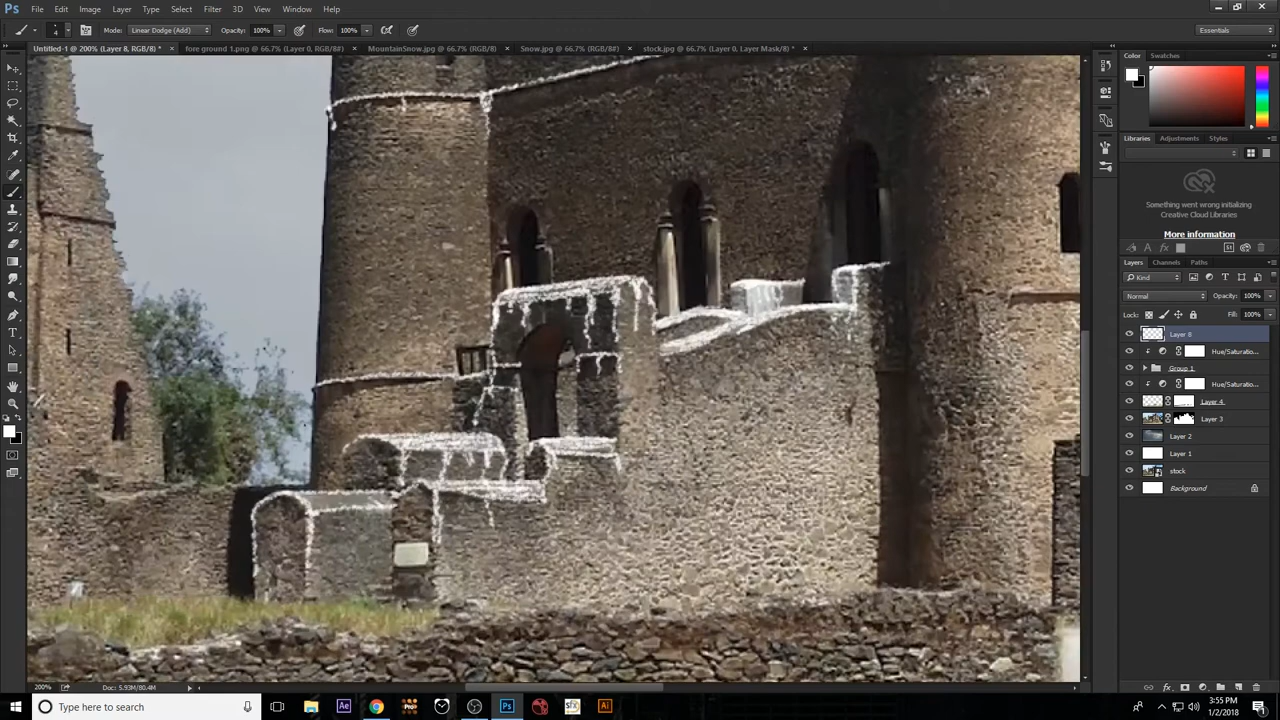 Ps File Edit Image Layer Type Select Filter 3D View Window Help
4 Mode: Linear Dodge (Add) Opacity: 100% Flow: 100% Essentials
Untitled-1 @ 200% (Layer 8, RGB/8) * × fore ground 1.png @ 66.7% (Layer 0, RGB/8#) × MountainSnow.jpg @ 66.7% (RGB/8) × Snow.jpg @ 66.7% (RGB/8#) × stock.jpg @ 66.7% (Layer 0, Layer Mask/8) * ×
Color Swatches
Libraries Adjustments Styles
Something went wrong initializing
Creative Cloud Libraries
More information
Layers Channels Paths
Kind
Normal Opacity: 100%
Lock: Fill: 100%
Layer 8
Hue/Saturatio...
Group 1
Hue/Saturatio...
Layer 4
Layer 3
Layer 2
Layer 1
stock
Background
200% Doc: 5.93M/80.4M
Type here to search Ae Pro Ps sfx Ai 3:55 PM
1/2/2018